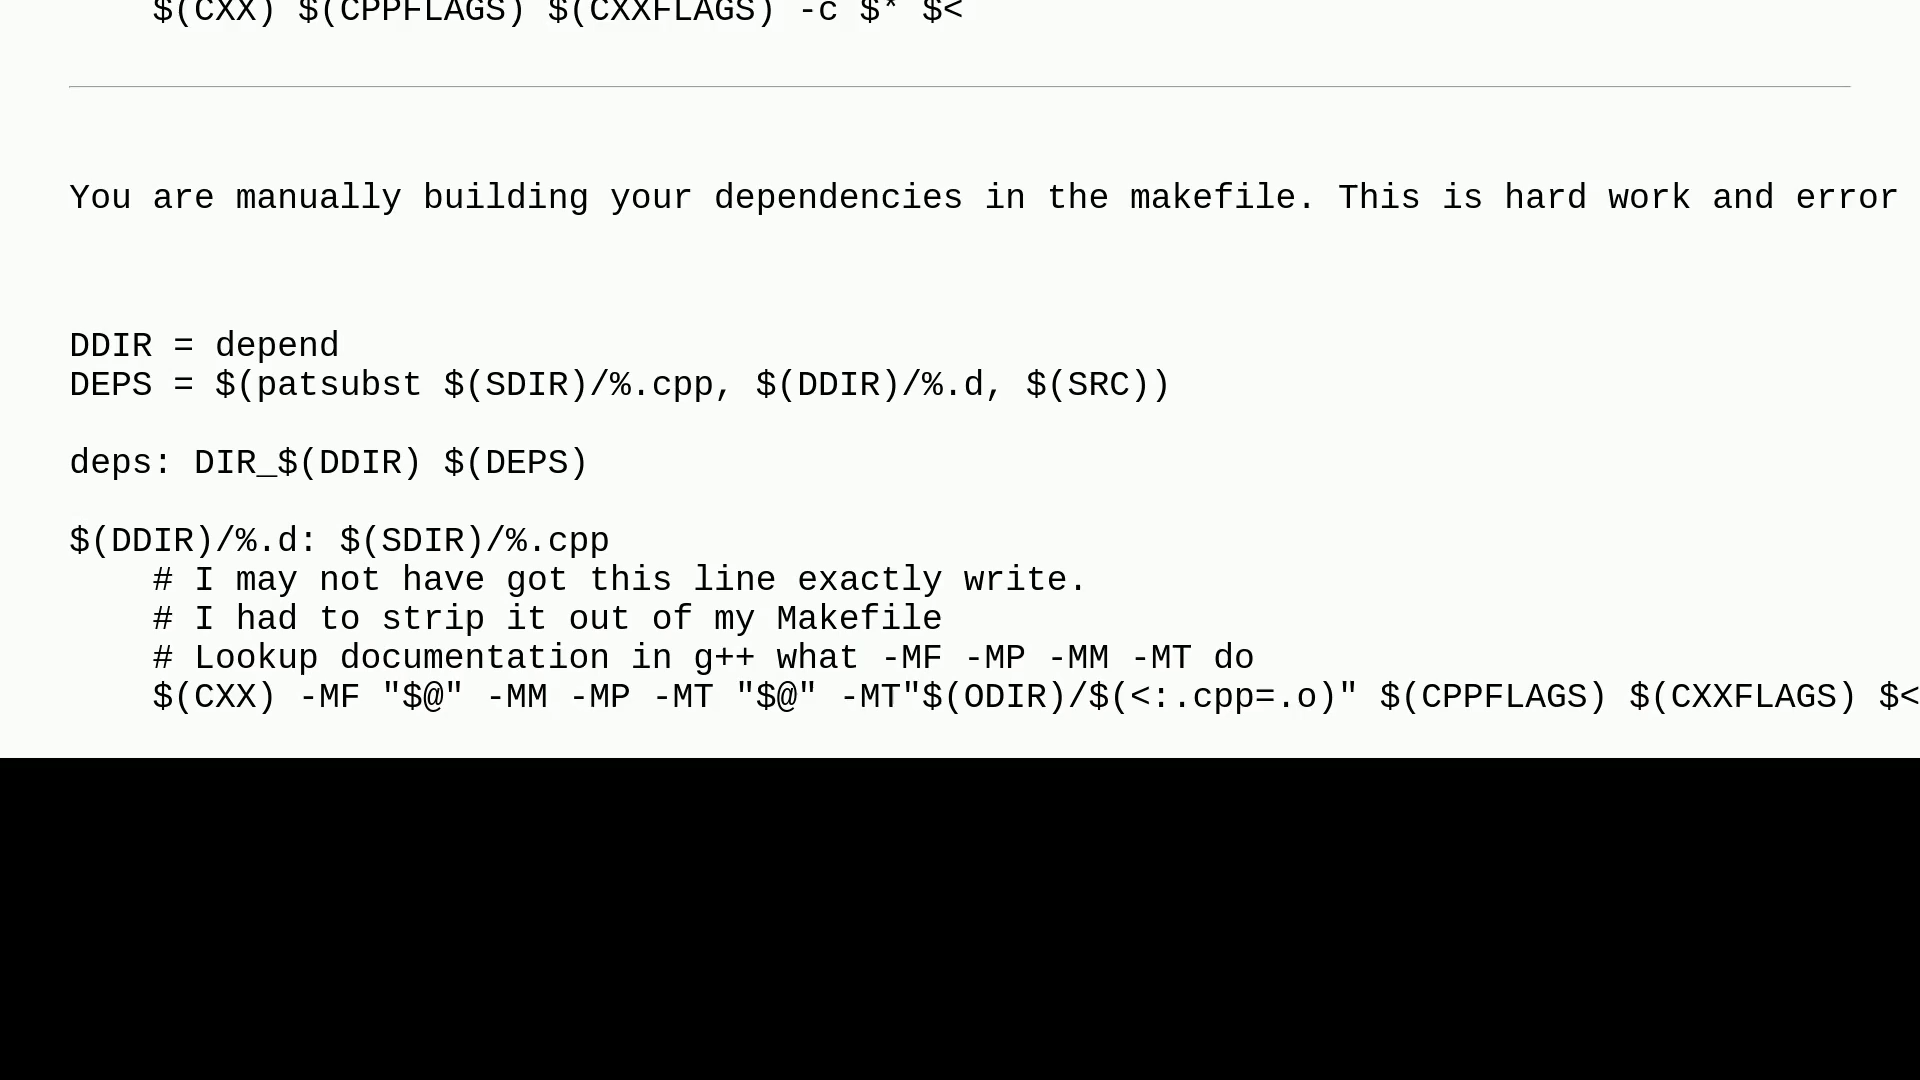 $(CXX) $(CPPFLAGS) $(CXXFLAGS) -c $* $<
You are manually building your dependencies in the makefile. This is hard work and error
DDIR = depend
DEPS = $(patsubst $(SDIR)/%.cpp, $(DDIR)/%.d, $(SRC))
deps: DIR_$(DDIR) $(DEPS)
$(DDIR)/%.d: $(SDIR)/%.cpp
# I may not have got this line exactly write.
# I had to strip it out of my Makefile
# Lookup documentation in g++ what -MF -MP -MM -MT do
$(CXX) -MF "$@" -MM -MP -MT "$@" -MT"$(ODIR)/$(<:.cpp=.o)" $(CPPFLAGS) $(CXXFLAGS) $<